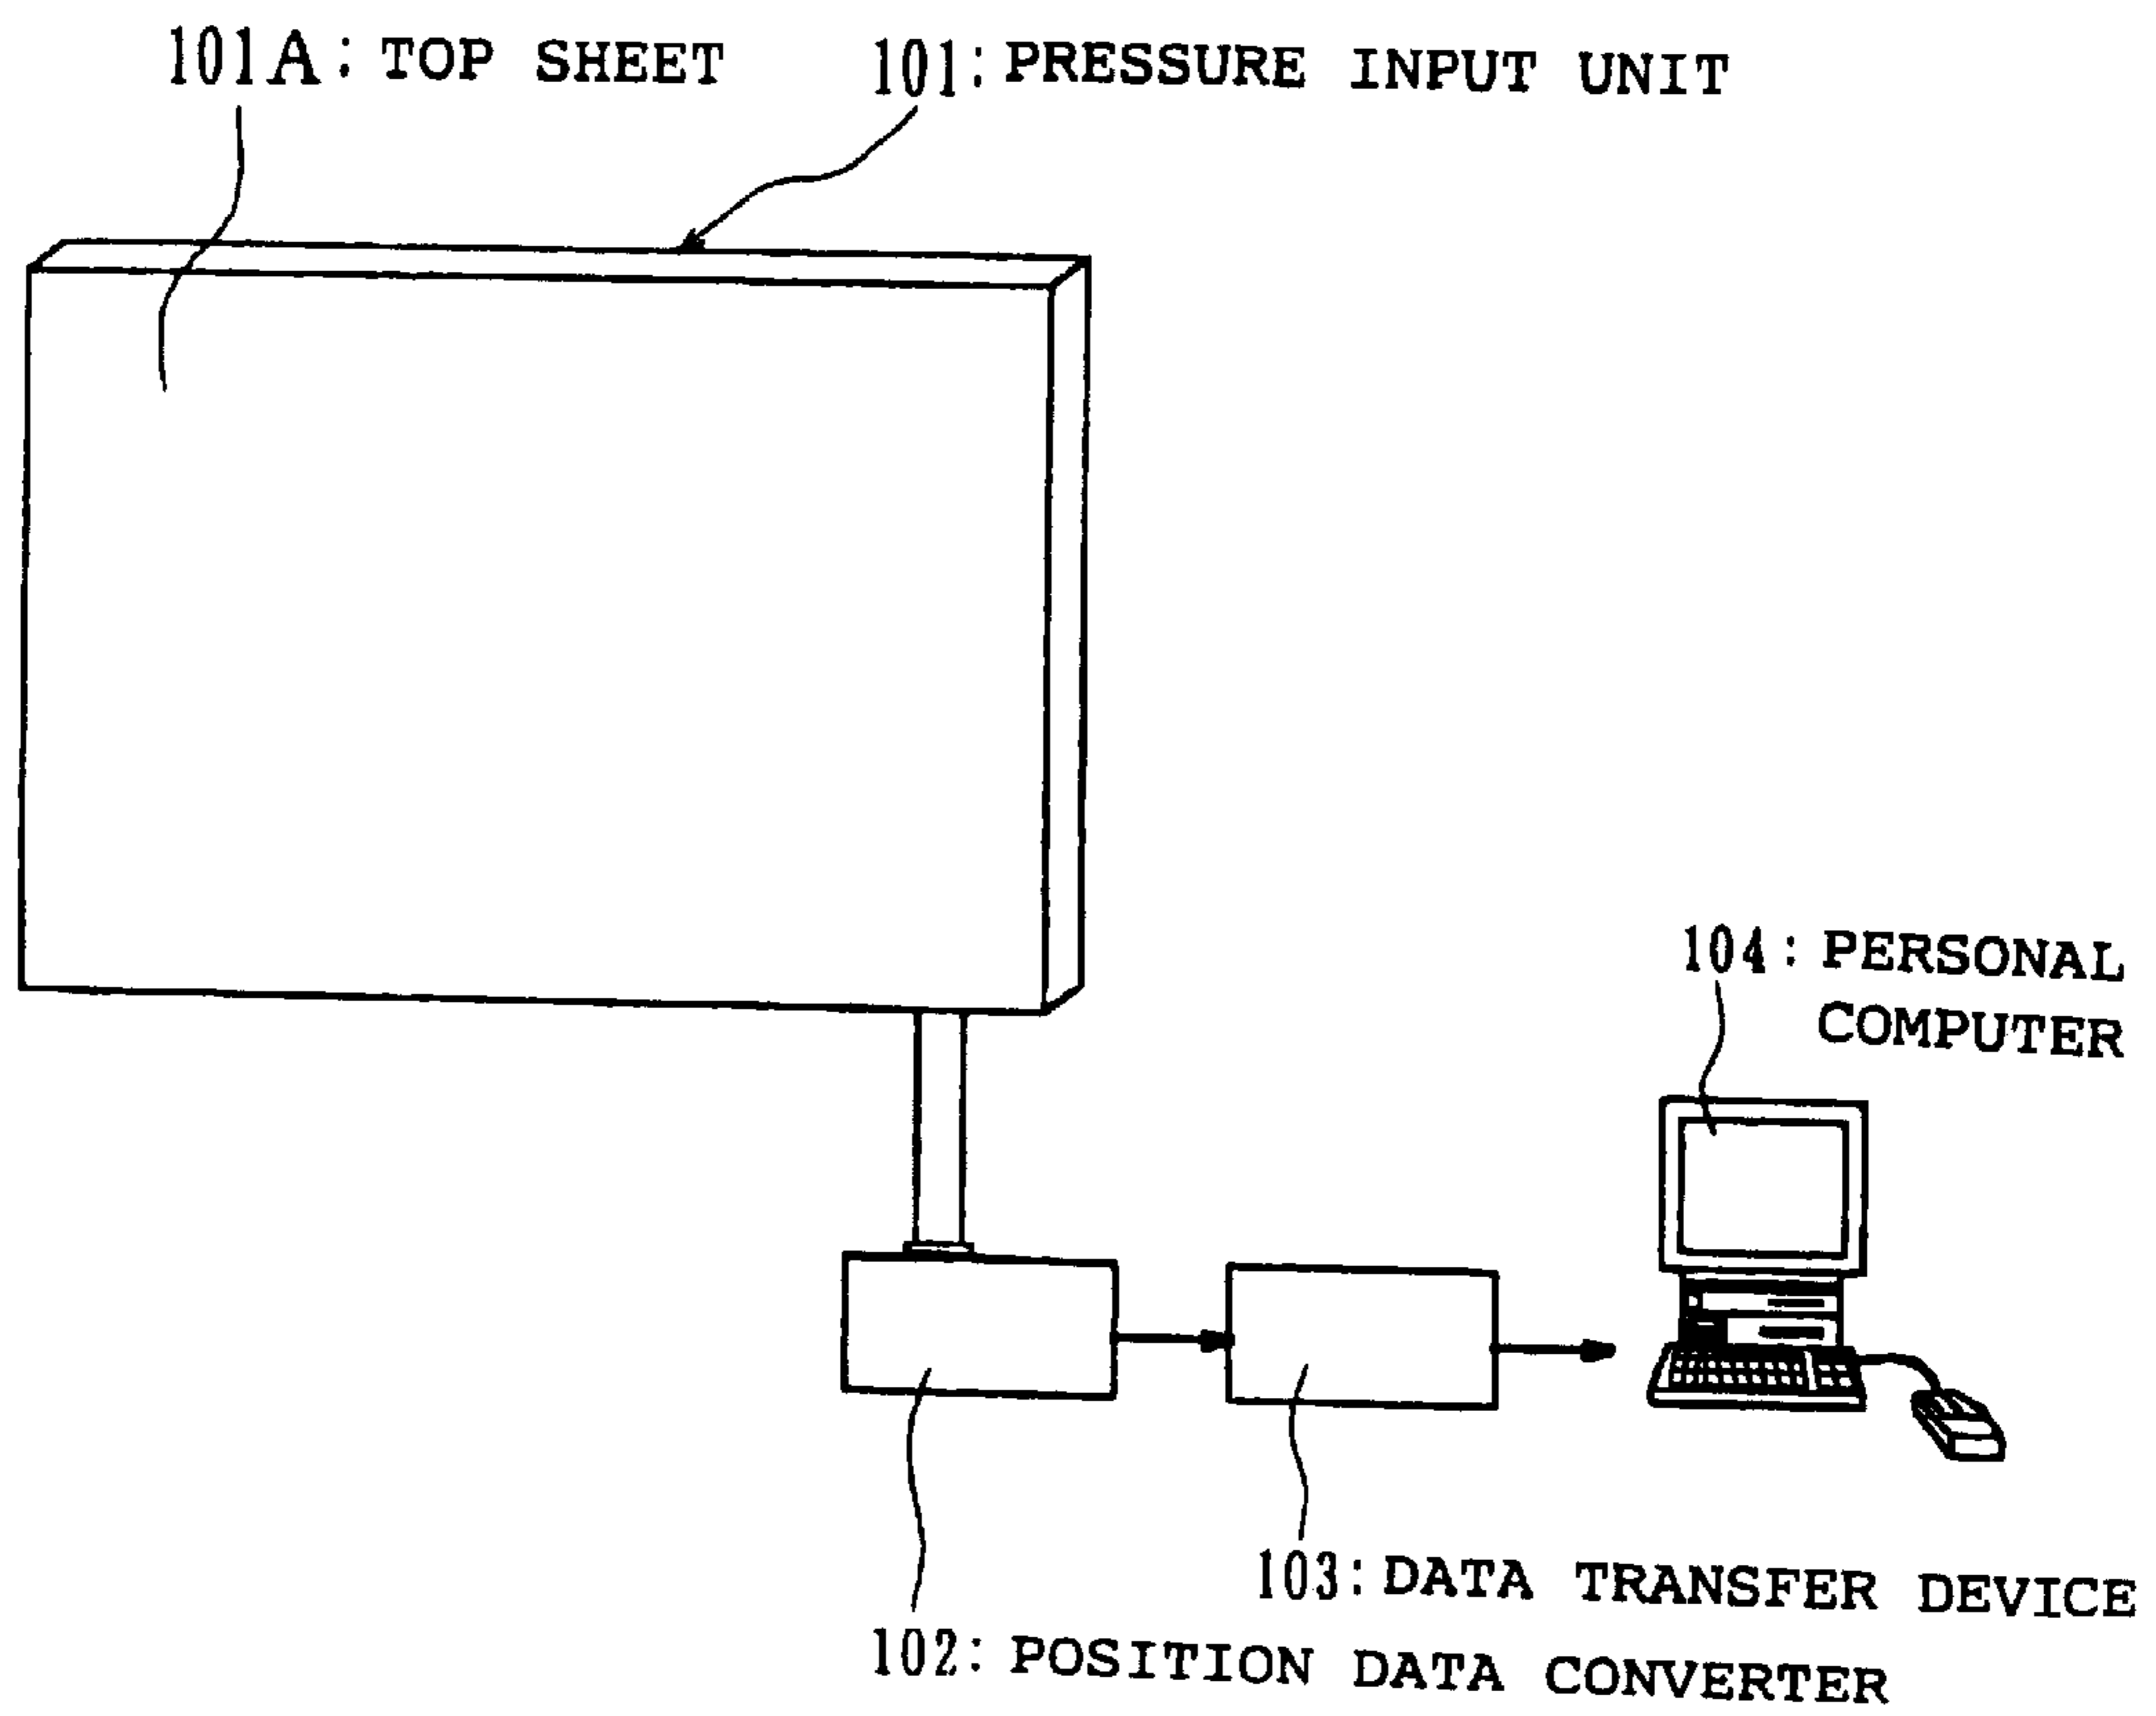 101A: TOP SHEET
101: PRESSURE INPUT UNIT
104: PERSONAL
COMPUTER
103: DATA TRANSFER DEVICE
102: POSITION DATA CONVERTER